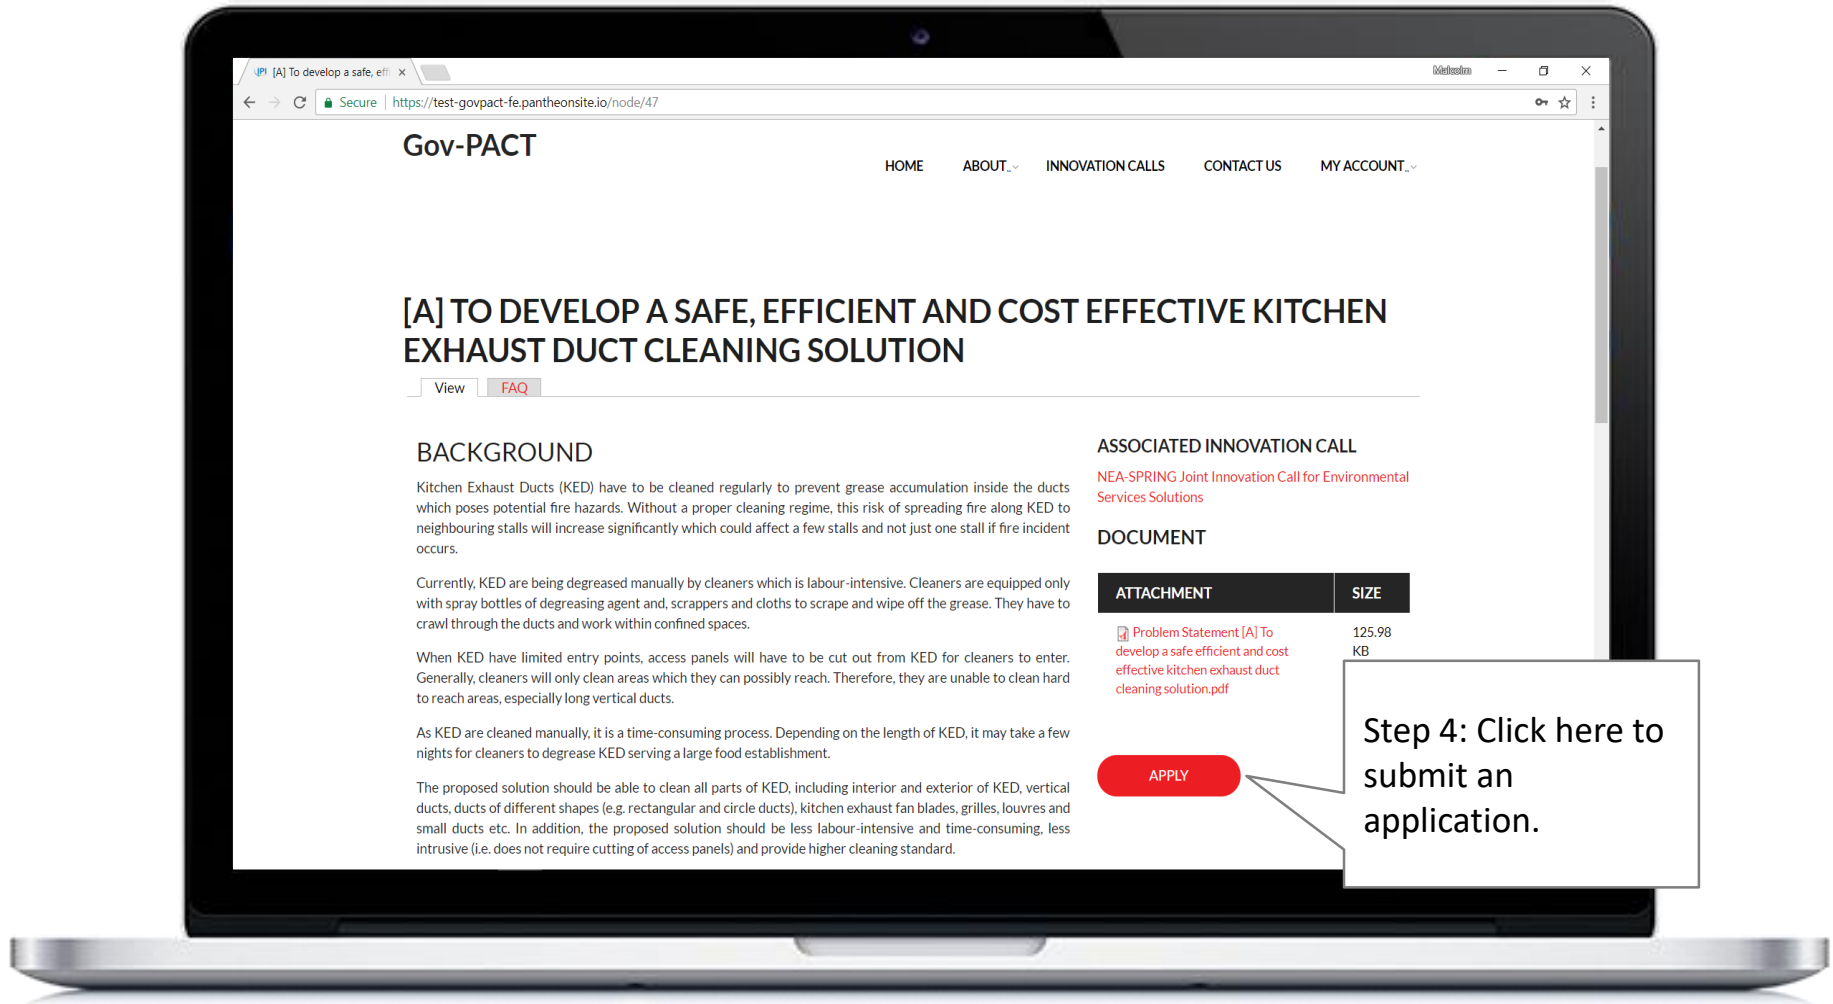 [A] To develop a safe, effi
Malcolm
Secure
https://test-govpact-fe.pantheonsite.io/node/47
Gov-PACT
HOME ABOUT INNOVATION CALLS CONTACT US MY ACCOUNT
[A] TO DEVELOP A SAFE, EFFICIENT AND COST EFFECTIVE KITCHEN
EXHAUST DUCT CLEANING SOLUTION
View FAQ
BACKGROUND
Kitchen Exhaust Ducts (KED) have to be cleaned regularly to prevent grease accumulation inside the ducts
which poses potential fire hazards. Without a proper cleaning regime, this risk of spreading fire along KED to
neighbouring stalls will increase significantly which could affect a few stalls and not just one stall if fire incident
occurs.
Currently, KED are being degreased manually by cleaners which is labour-intensive. Cleaners are equipped only
with spray bottles of degreasing agent and, scrappers and cloths to scrape and wipe off the grease. They have to
crawl through the ducts and work within confined spaces.
When KED have limited entry points, access panels will have to be cut out from KED for cleaners to enter.
Generally, cleaners will only clean areas which they can possibly reach. Therefore, they are unable to clean hard
to reach areas, especially long vertical ducts.
As KED are cleaned manually, it is a time-consuming process. Depending on the length of KED, it may take a few
nights for cleaners to degrease KED serving a large food establishment.
The proposed solution should be able to clean all parts of KED, including interior and exterior of KED, vertical
ducts, ducts of different shapes (e.g. rectangular and circle ducts), kitchen exhaust fan blades, grilles, louvres and
small ducts etc. In addition, the proposed solution should be less labour-intensive and time-consuming, less
intrusive (i.e. does not require cutting of access panels) and provide higher cleaning standard.
ASSOCIATED INNOVATION CALL
NEA-SPRING Joint Innovation Call for Environmental
Services Solutions
DOCUMENT
ATTACHMENT SIZE
Problem Statement [A] To 125.98
develop a safe efficient and cost KB
effective kitchen exhaust duct
cleaning solution.pdf
APPLY
Step 4: Click here to
submit an
application.